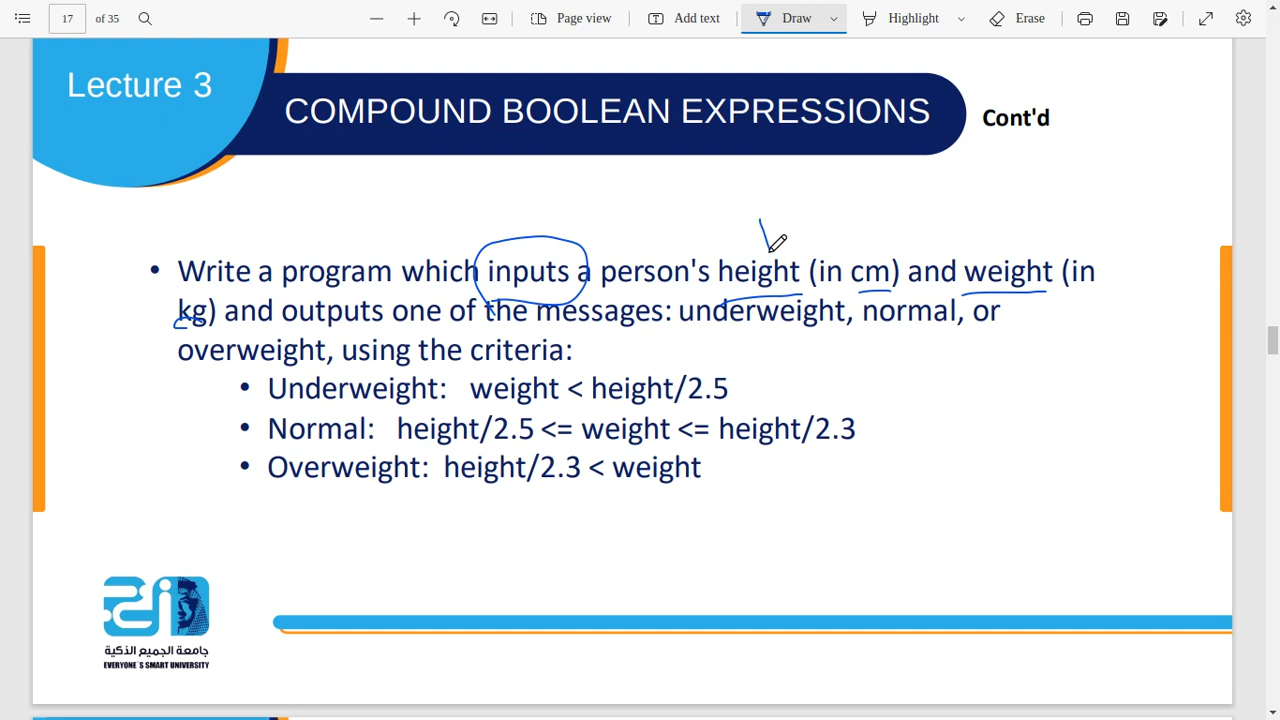 17 of 35 Page view Add text Draw Highlight Erase
Lecture 3
COMPOUND BOOLEAN EXPRESSIONS Cont'd
• Write a program which inputs a person's height (in cm) and weight (in
kg) and outputs one of the messages: underweight, normal, or
overweight, using the criteria:
• Underweight: weight < height/2.5
• Normal: height/2.5 <= weight <= height/2.3
• Overweight: height/2.3 < weight
جامعة الجميع الذكية
EVERYONE'S SMART UNIVERSITY